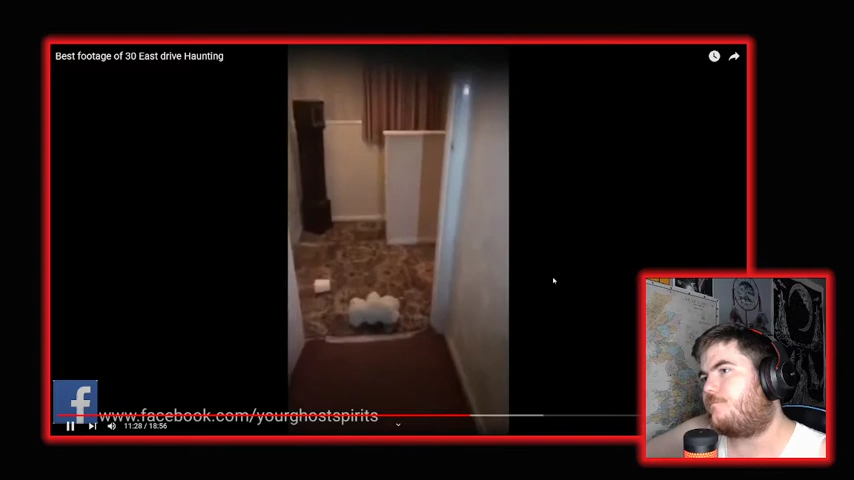 Best footage of 30 East drive Haunting
f
www.facebook.com/yourghostspirits
11:28 / 18:56